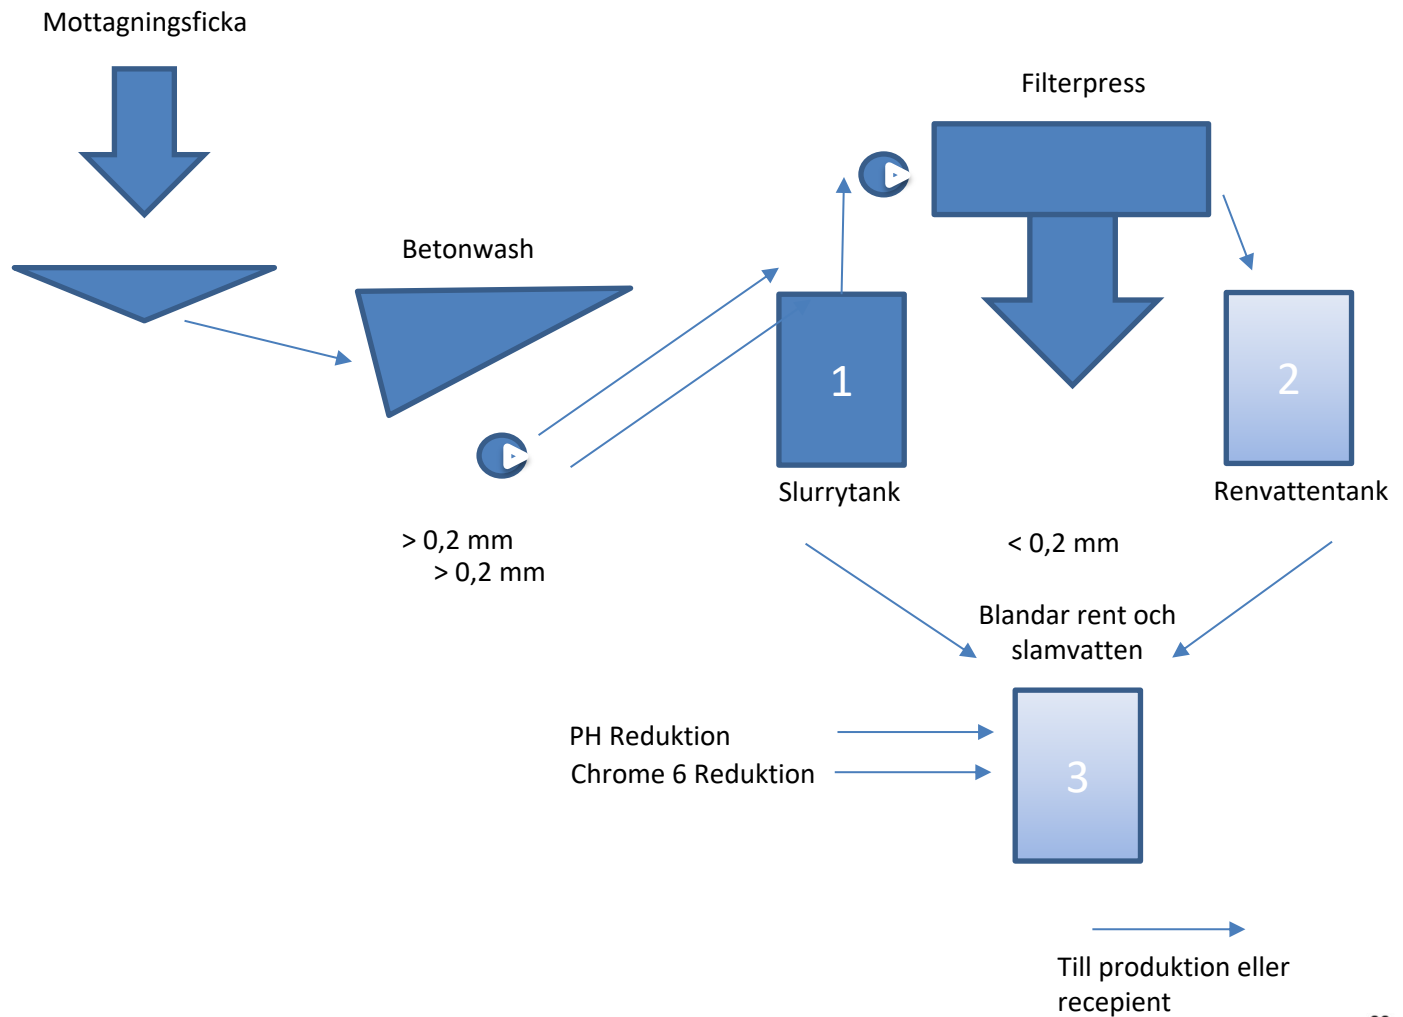 Mottagningsficka
Filterpress
Betonwash
1
2
Slurrytank
Renvattentank
> 0,2 mm
> 0,2 mm
< 0,2 mm
Blandar rent och
slamvatten
PH Reduktion
Chrome 6 Reduktion
3
Till produktion eller
recepient